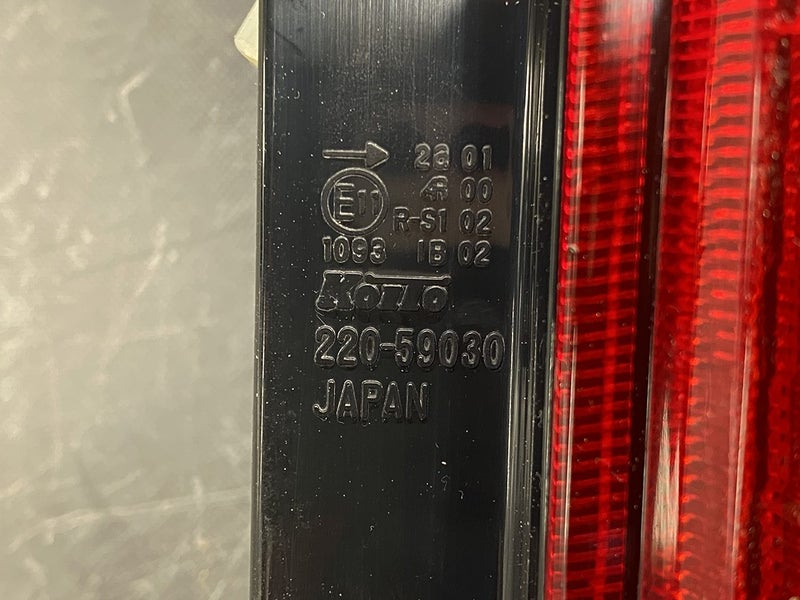 → 2a 01
4R 00
E11 R-S1 02
1093 IB 02
KOITO
220-59030
JAPAN